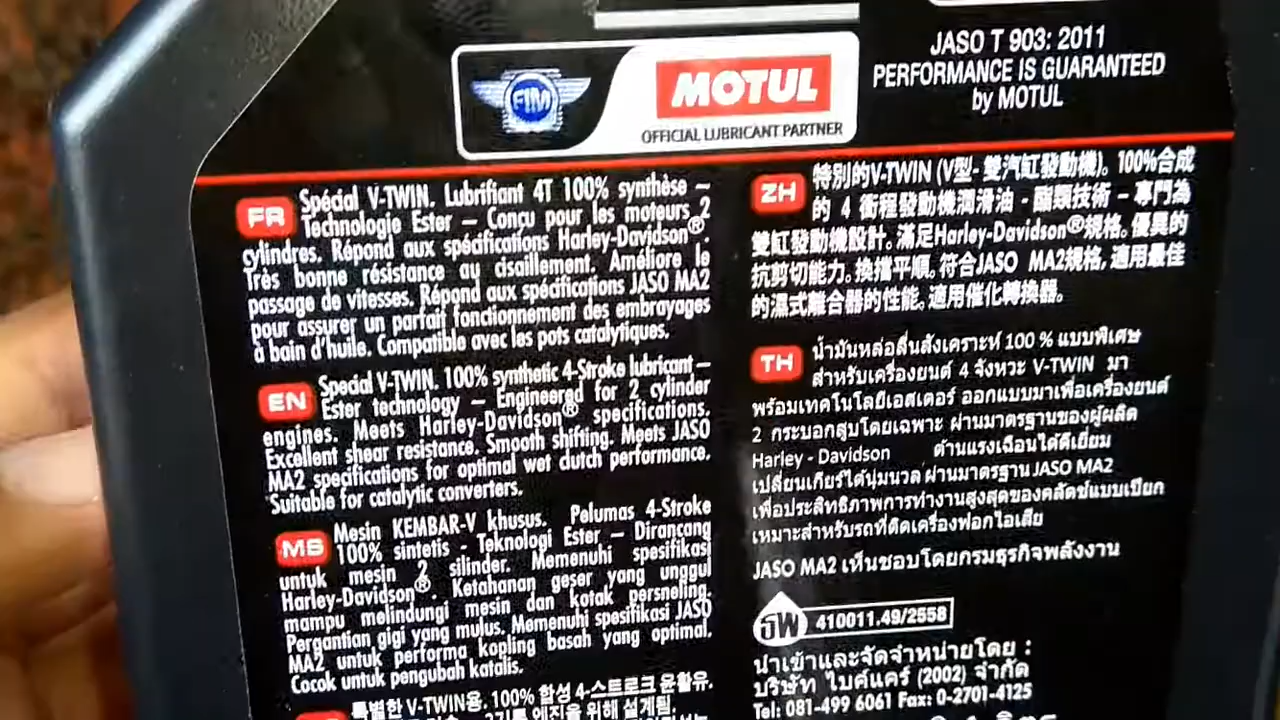 FIM
MOTUL
OFFICIAL LUBRICANT PARTNER
JASO T 903: 2011
PERFORMANCE IS GUARANTEED
by MOTUL
FR Spécial V-TWIN. Lubrifiant 4T 100% synthèse –
Technologie Ester – Conçu pour les moteurs 2
cylindres. Répond aux spécifications Harley-Davidson®.
Très bonne résistance au cisaillement. Améliore le
passage de vitesses. Répond aux spécifications JASO MA2
pour assurer un parfait fonctionnement des embrayages
à bain d'huile. Compatible avec les pots catalytiques.
EN Special V-TWIN. 100% synthetic 4-Stroke lubricant –
Ester technology – Engineered for 2 cylinder
engines. Meets Harley-Davidson® specifications.
Excellent shear resistance. Smooth shifting. Meets JASO
MA2 specifications for optimal wet clutch performance.
Suitable for catalytic converters.
MS Mesin KEMBAR-V khusus. Pelumas 4-Stroke
100% sintetis - Teknologi Ester – Dirancang
untuk mesin 2 silinder. Memenuhi spesifikasi
Harley-Davidson®. Ketahanan geser yang unggul
mampu melindungi mesin dan kotak persneling.
Pergantian gigi yang mulus. Memenuhi spesifikasi JASO
MA2 untuk performa kopling basah yang optimal.
Cocok untuk pengubah katalis.
특별한 V-TWIN용. 100% 합성 4-스트로크 윤활유.
ZH 特別的V-TWIN (V型- 雙汽缸發動機)。100%合成
的 4 衝程發動機潤滑油 - 酯類技術 – 專門為
雙缸發動機設計。滿足Harley-Davidson®規格。優異的
抗剪切能力。換擋平順。符合JASO MA2規格, 適用最佳
的濕式離合器的性能。適用催化轉換器。
TH น้ำมันหล่อลื่นสังเคราะห์ 100 % แบบพิเศษ
สำหรับเครื่องยนต์ 4 จังหวะ V-TWIN มา
พร้อมเทคโนโลยีเอสเตอร์ ออกแบบมาเพื่อเครื่องยนต์
2 กระบอกสูบโดยเฉพาะ ผ่านมาตรฐานของผู้ผลิต
Harley - Davidson ต้านแรงเฉือนได้ดีเยี่ยม
เปลี่ยนเกียร์ได้นุ่มนวล ผ่านมาตรฐาน JASO MA2
เพื่อประสิทธิภาพการทำงานสูงสุดของคลัตช์แบบเปียก
เหมาะสำหรับรถที่ติดเครื่องฟอกไอเสีย
JASO MA2 เห็นชอบโดยกรมธุรกิจพลังงาน
ธพ 410011.49/2558
นำเข้าและจัดจำหน่ายโดย :
บริษัท ไบค์แคร์ (2002) จำกัด
Tel: 081-499 6061 Fax: 0-2701-4125